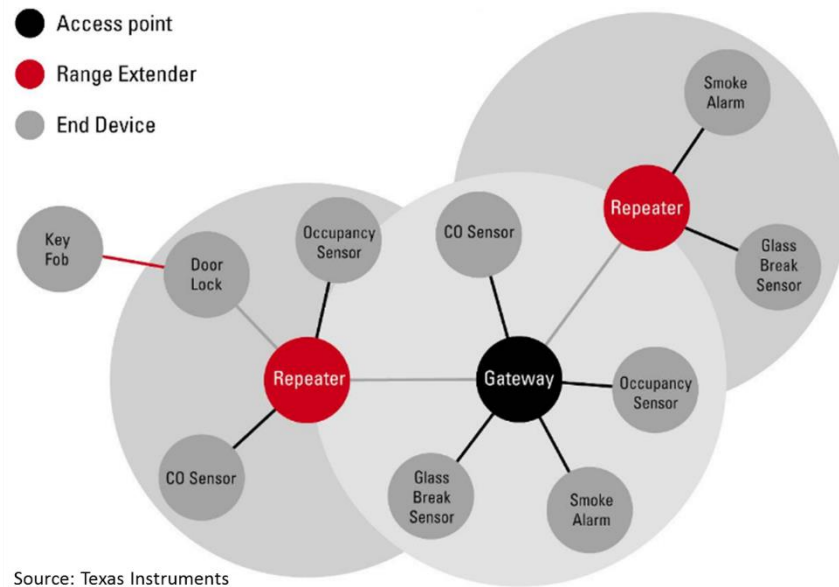 Access point
Range Extender
End Device
Smoke
Alarm
Repeater
Key
Fob
Door
Lock
Occupancy
Sensor
CO Sensor
Glass
Break
Sensor
Repeater
Gateway
Occupancy
Sensor
CO Sensor
Glass
Break
Sensor
Smoke
Alarm
Source: Texas Instruments